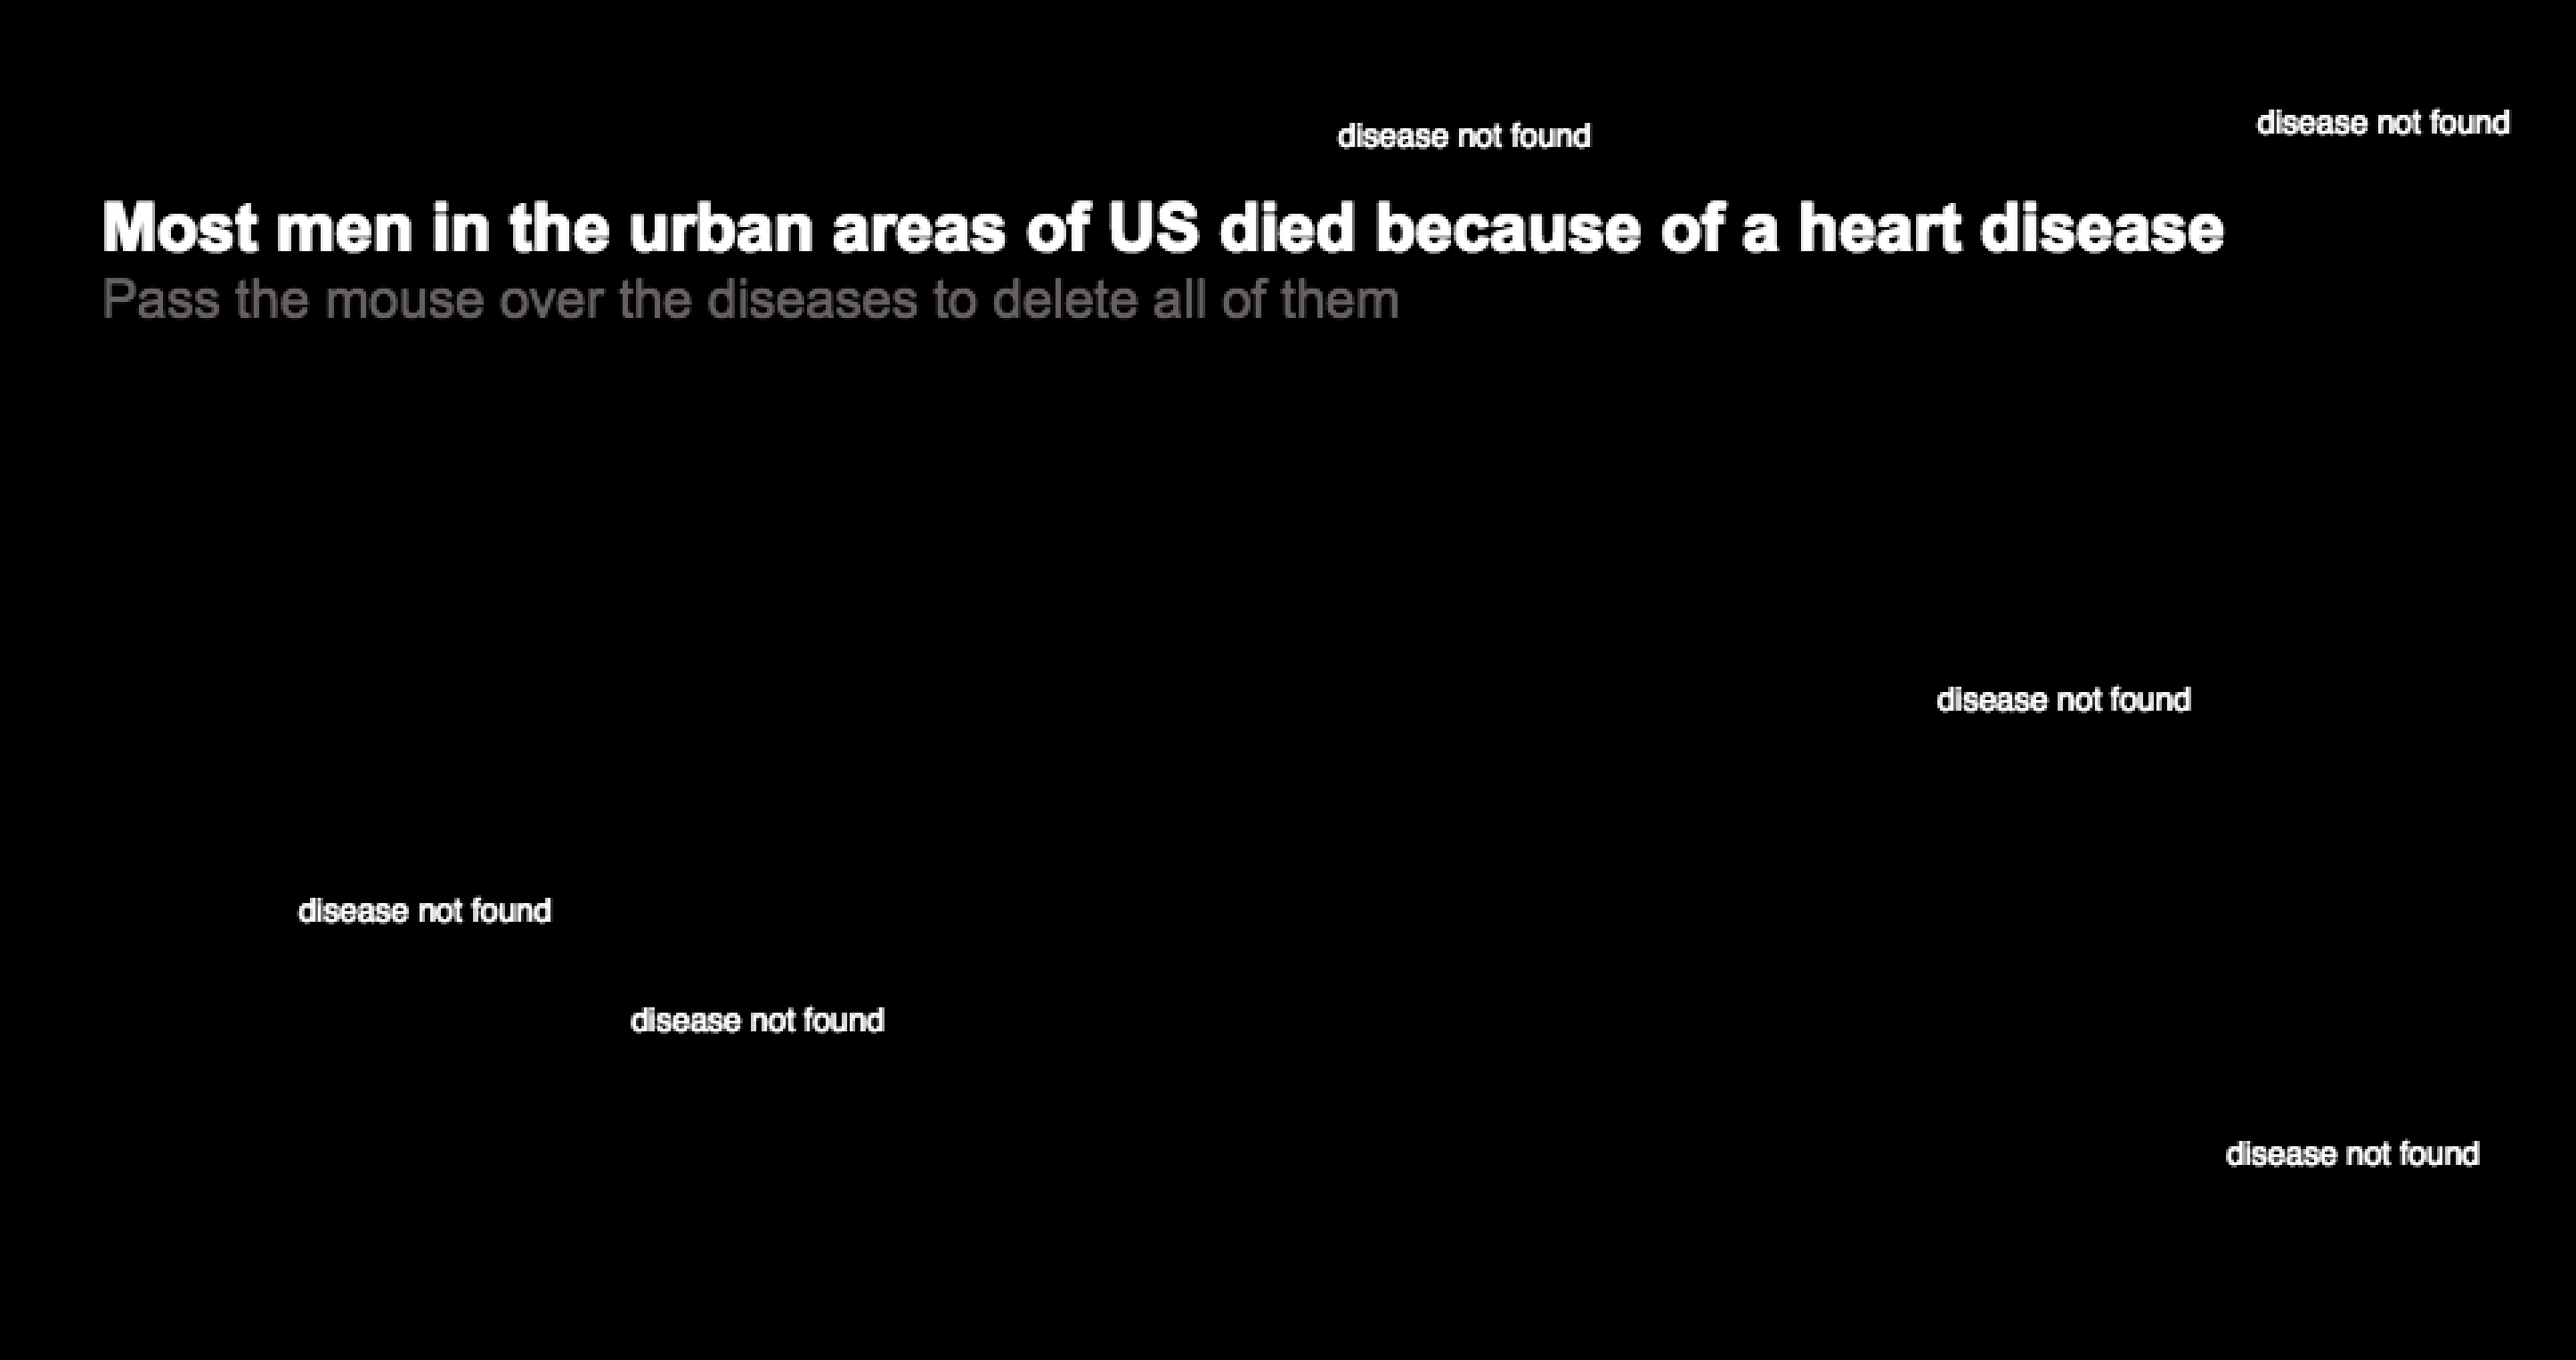 disease not found
disease not found
Most men in the urban areas of US died because of a heart disease
Pass the mouse over the diseases to delete all of them
disease not found
disease not found
disease not found
disease not found